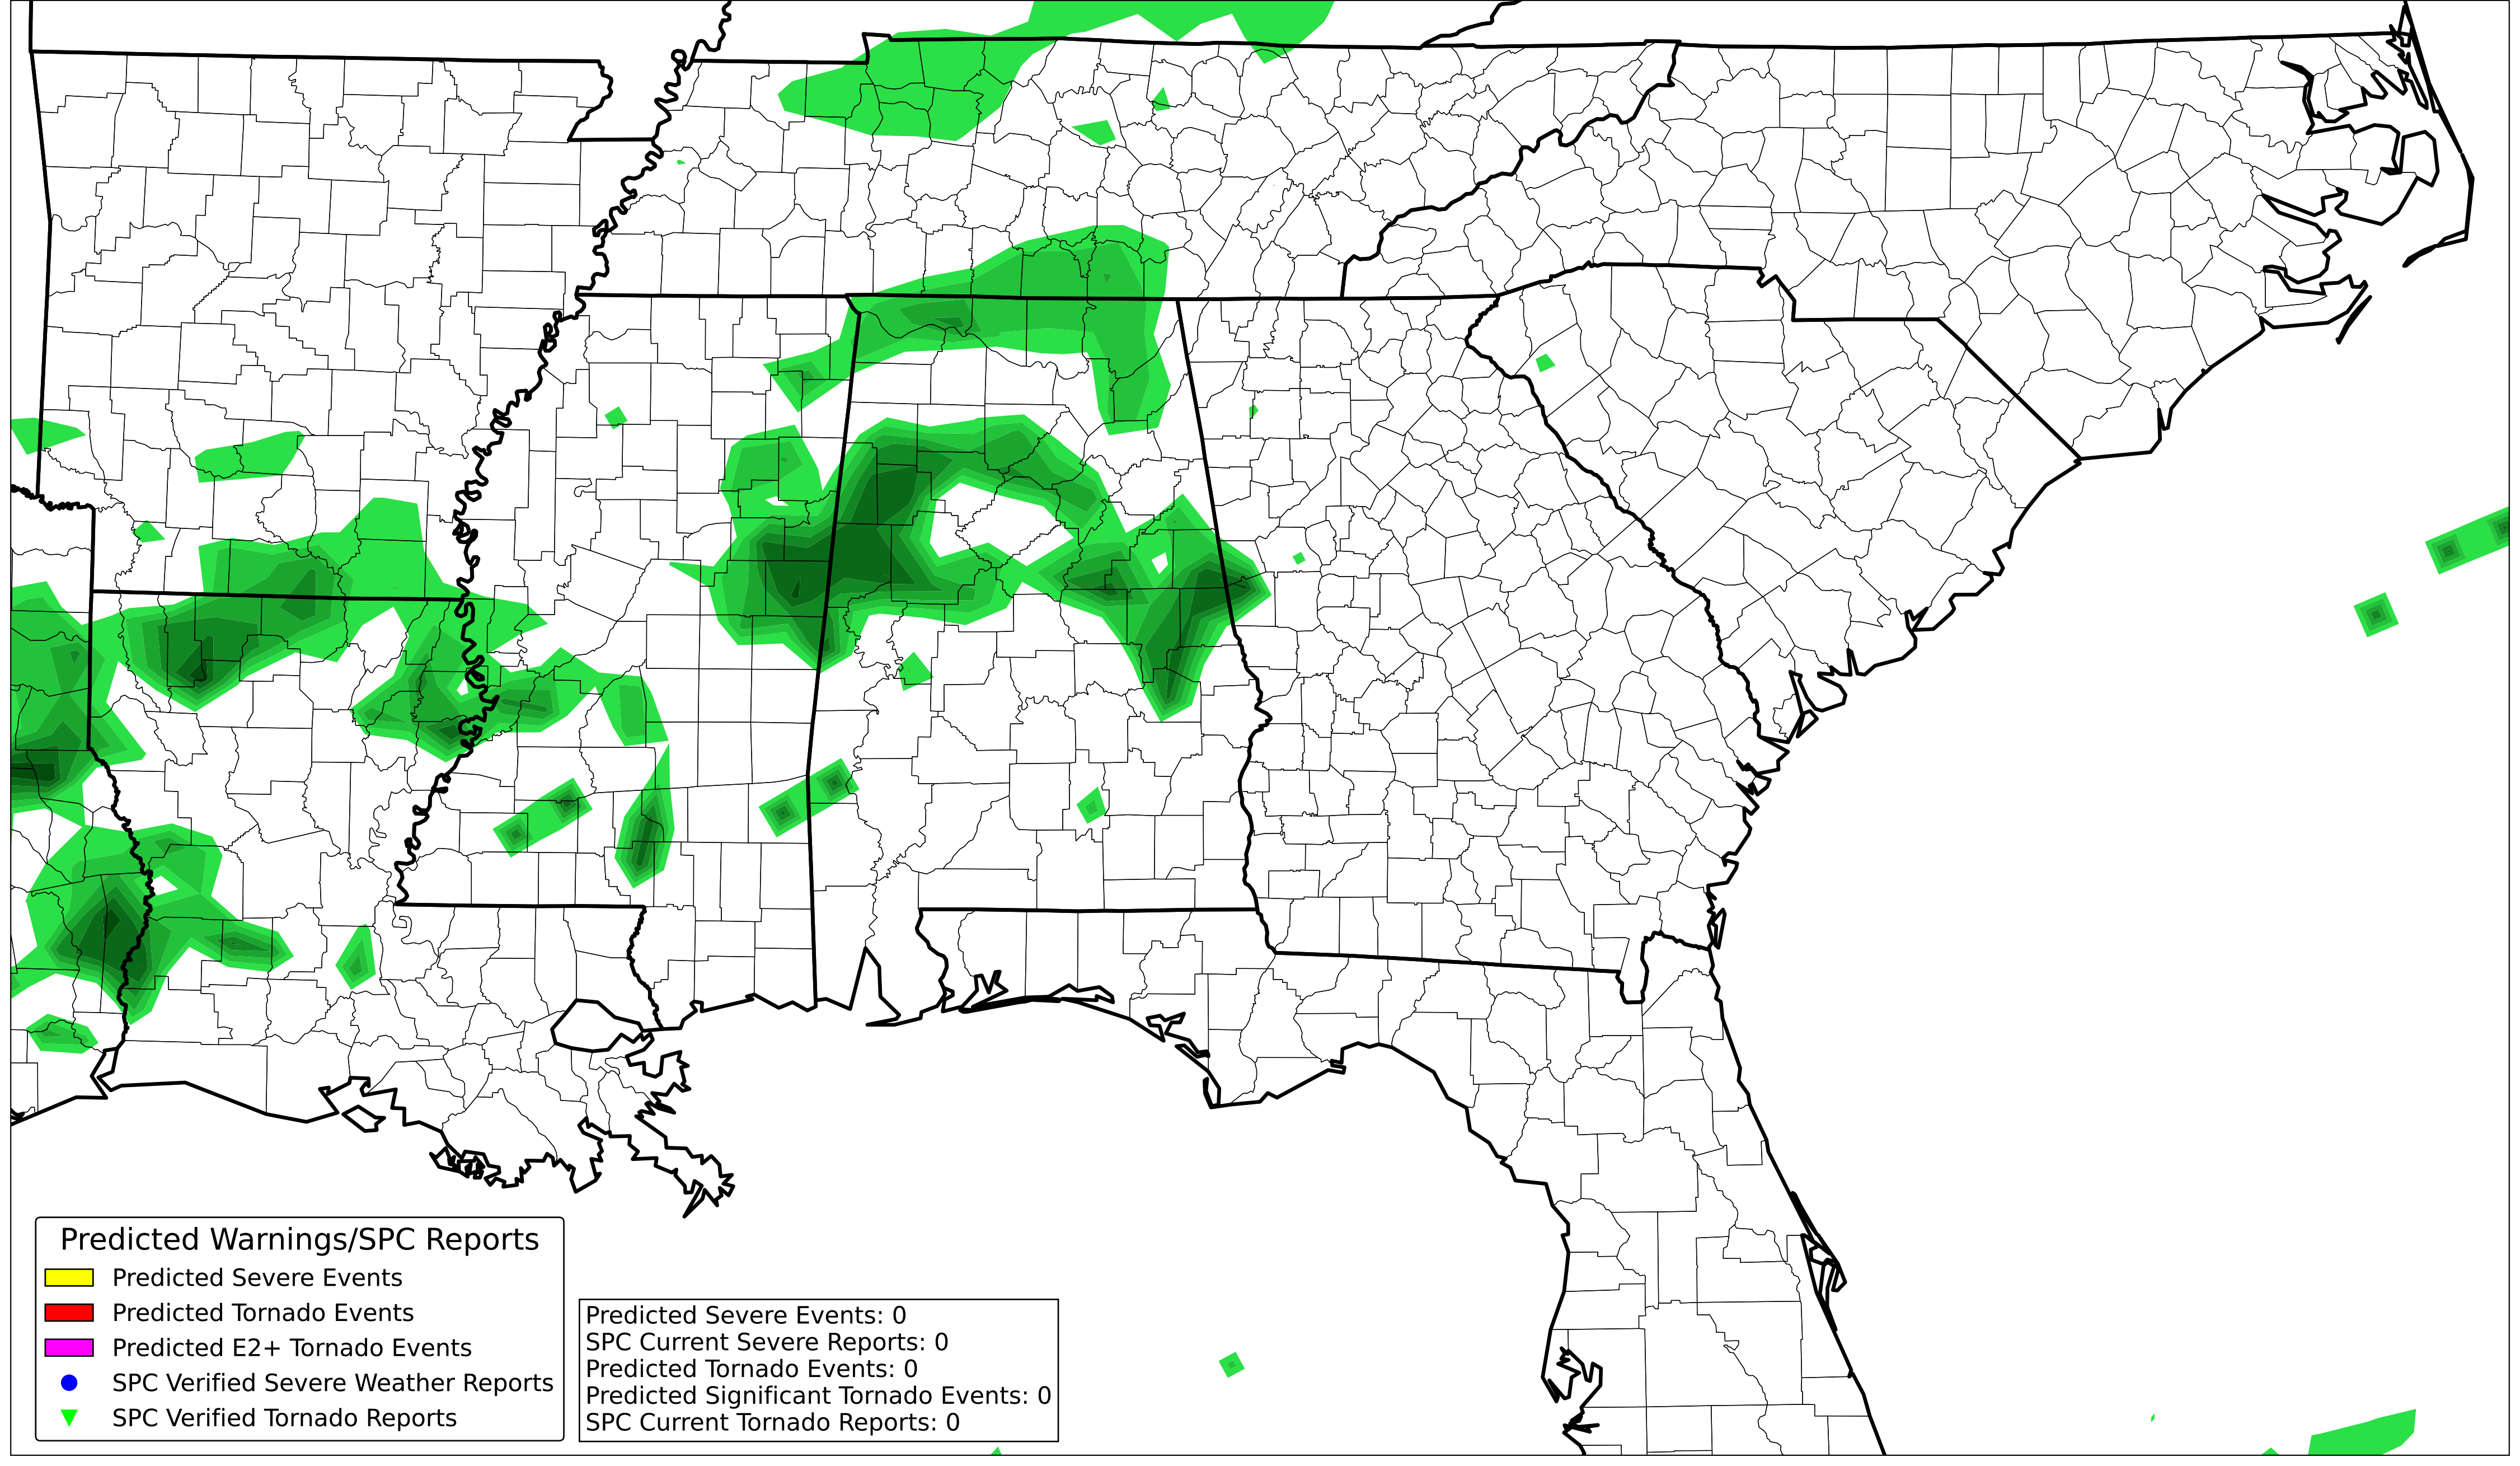 Predicted Warnings/SPC Reports
Predicted Severe Events
Predicted Tornado Events
Predicted E2+ Tornado Events
SPC Verified Severe Weather Reports
SPC Verified Tornado Reports
Predicted Severe Events: 0
SPC Current Severe Reports: 0
Predicted Tornado Events: 0
Predicted Significant Tornado Events: 0
SPC Current Tornado Reports: 0